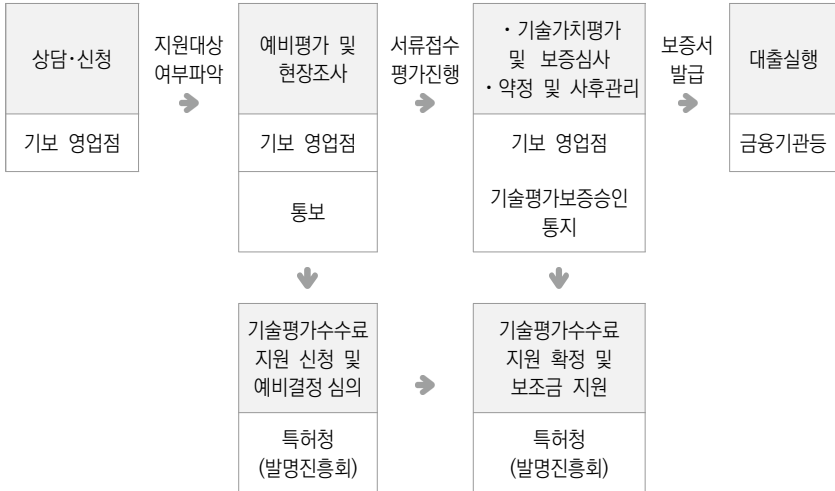 상담·신청
기보 영업점
지원대상
여부파악
예비평가 및
현장조사
기보 영업점
통보
서류접수
평가진행
· 기술가치평가
및 보증심사
· 약정 및 사후관리
기보 영업점
기술평가보증승인
통지
보증서
발급
대출실행
금융기관등
기술평가수수료
지원 신청 및
예비결정 심의
특허청
(발명진흥회)
기술평가수수료
지원 확정 및
보조금 지원
특허청
(발명진흥회)